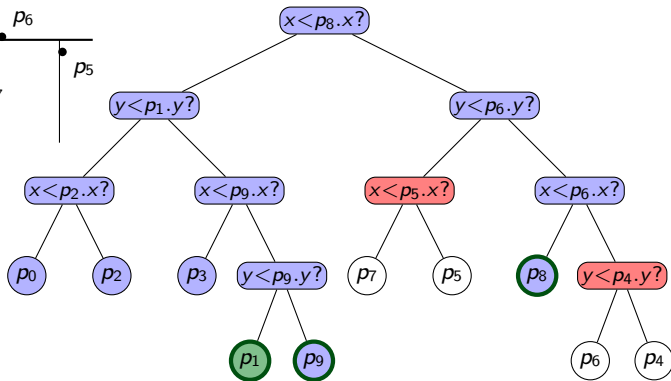 x<p₈.x?
p₆
p₅
y<p₁.y?
y<p₆.y?
x<p₂.x?
x<p₉.x?
x<p₅.x?
x<p₆.x?
p₀
p₂
p₃
y<p₉.y?
p₇
p₅
p₈
y<p₄.y?
p₁
p₉
p₆
p₄